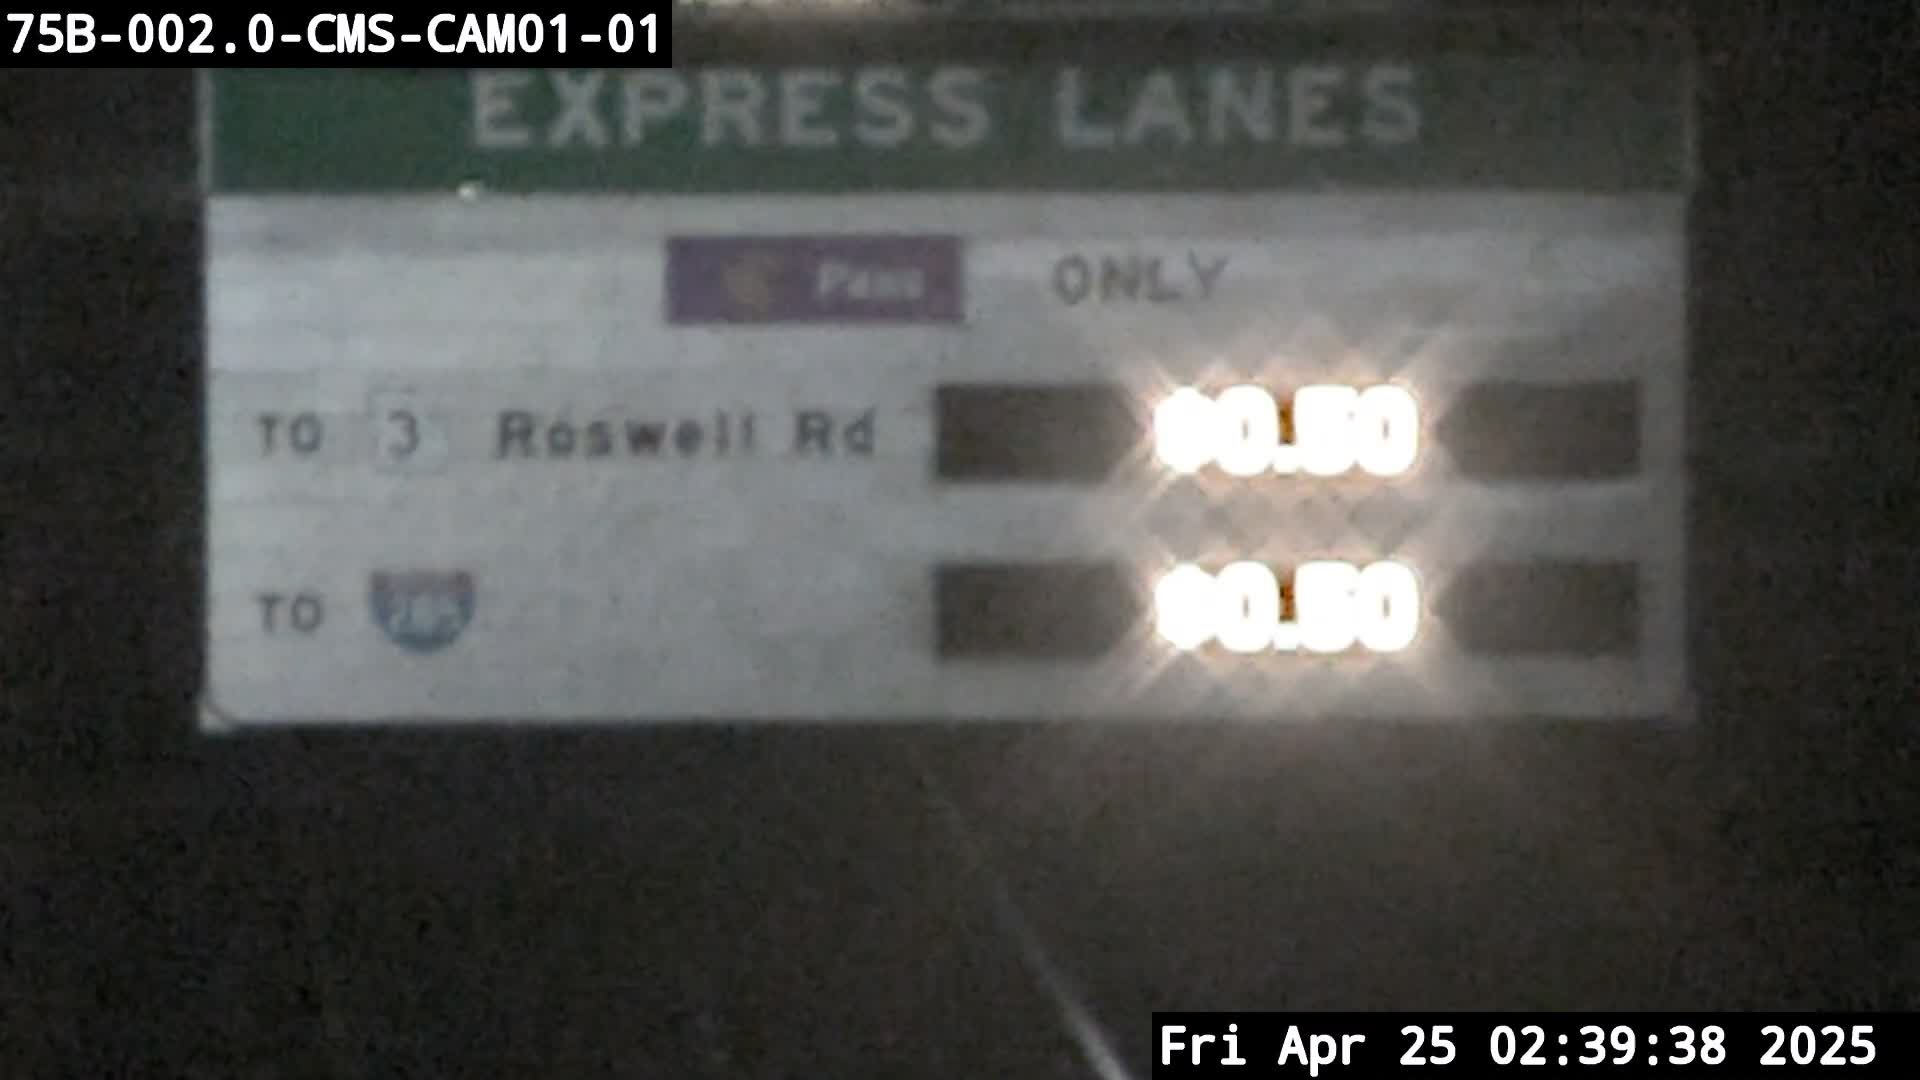 75B-002.0-CMS-CAM01-01
EXPRESS LANES
Pass ONLY
TO 3 Roswell Rd $0.50
TO 285 $0.50
Fri Apr 25 02:39:38 2025